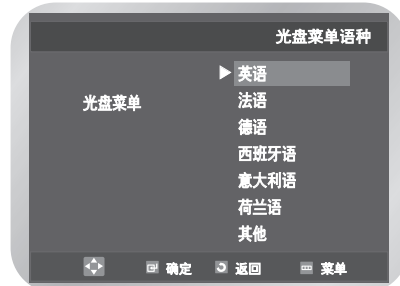 光盘菜单语种
英语
光盘菜单
法语
德语
西班牙语
意大利语
荷兰语
其他
确定 返回 菜单